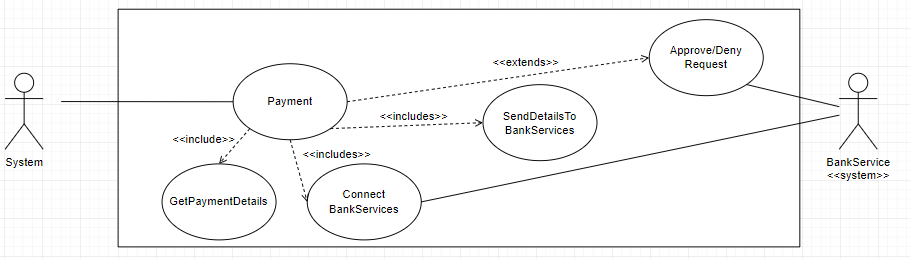 Approve/Deny
Request
<<extends>>
Payment
<<includes>>
SendDetailsTo
BankServices
<<include>>
<<includes>>
System
BankService
<<system>>
GetPaymentDetails
Connect
BankServices